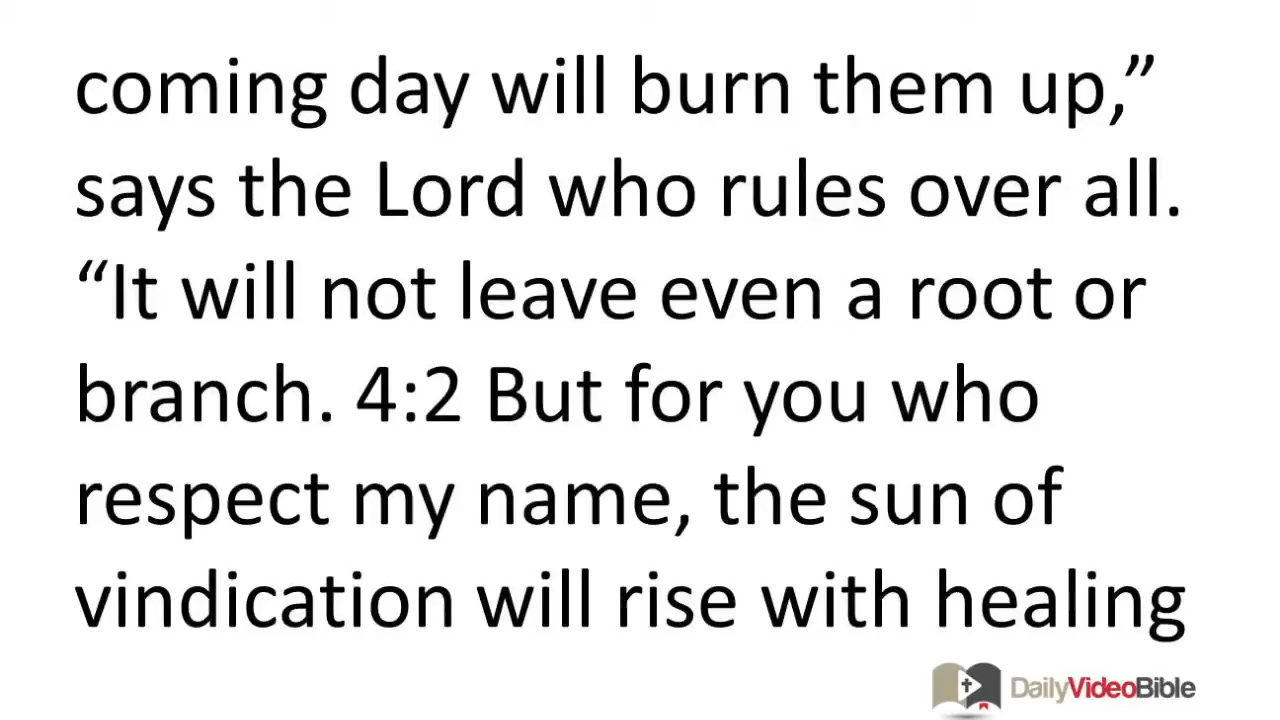 coming day will burn them up,”
says the Lord who rules over all.
“It will not leave even a root or
branch. 4:2 But for you who
respect my name, the sun of
vindication will rise with healing
DailyVideoBible